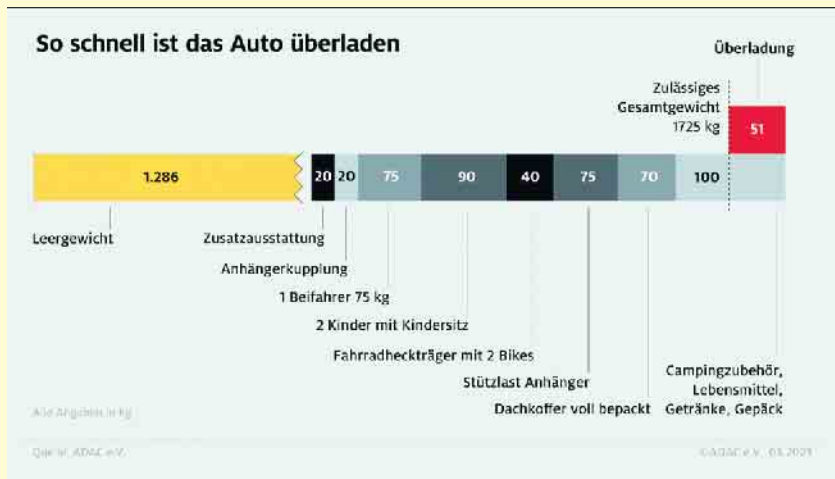 So schnell ist das Auto überladen
Überladung
Zulässiges
Gesamtgewicht
1725 kg
51
1.286
20
20
75
90
40
75
70
100
Leergewicht
Zusatzausstattung
Anhängerkupplung
1 Beifahrer 75 kg
2 Kinder mit Kindersitz
Fahrradheckträger mit 2 Bikes
Stützlast Anhänger
Dachkoffer voll bepackt
Campingzubehör,
Lebensmittel,
Getränke, Gepäck
Alle Angaben in kg
Quelle: ADAC e.V.
©ADAC e.V. 03.2021